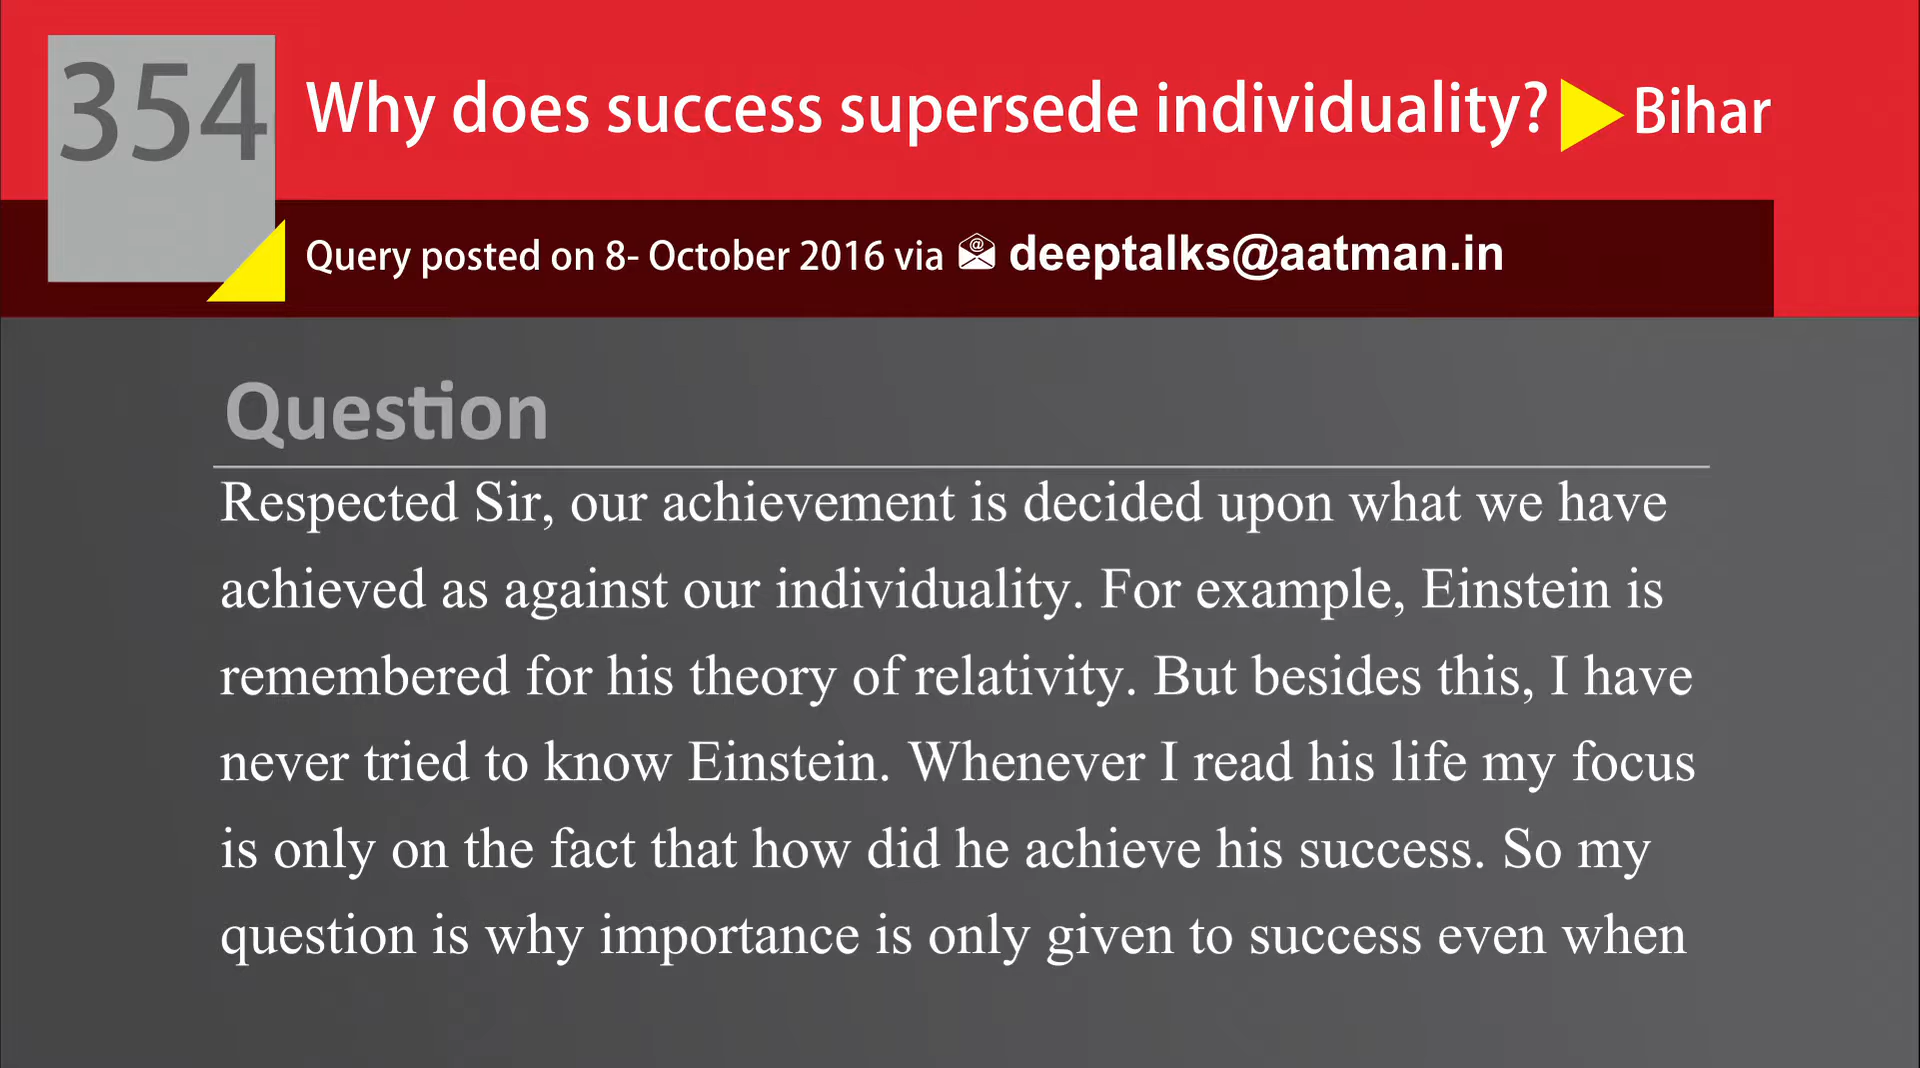 354
Why does success supersede individuality? Bihar
Query posted on 8- October 2016 via deeptalks@aatman.in
Question
Respected Sir, our achievement is decided upon what we have
achieved as against our individuality. For example, Einstein is
remembered for his theory of relativity. But besides this, I have
never tried to know Einstein. Whenever I read his life my focus
is only on the fact that how did he achieve his success. So my
question is why importance is only given to success even when